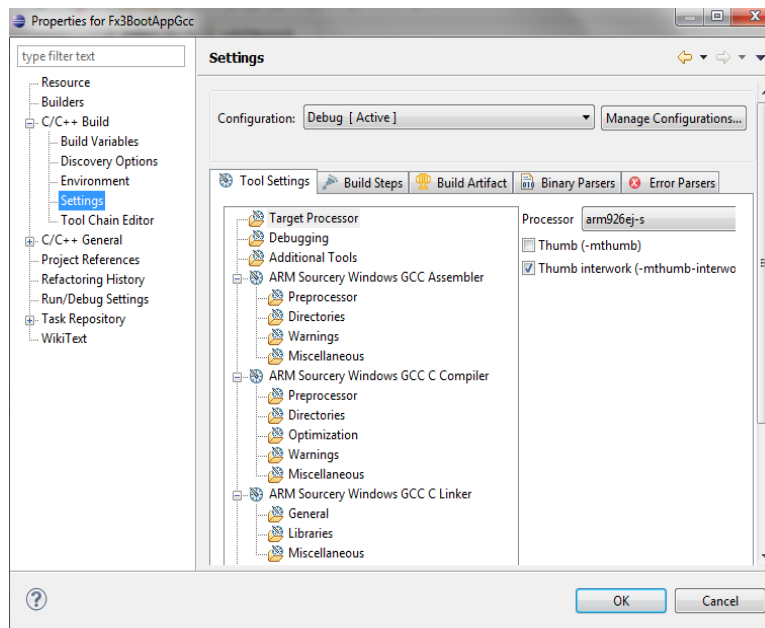 Properties for Fx3BootAppGcc
type filter text
Resource
Builders
C/C++ Build
Build Variables
Discovery Options
Environment
Settings
Tool Chain Editor
C/C++ General
Project References
Refactoring History
Run/Debug Settings
Task Repository
WikiText
Settings
Configuration: Debug [ Active ] Manage Configurations...
Tool Settings Build Steps Build Artifact Binary Parsers Error Parsers
Target Processor
Debugging
Additional Tools
ARM Sourcery Windows GCC Assembler
Preprocessor
Directories
Warnings
Miscellaneous
ARM Sourcery Windows GCC C Compiler
Preprocessor
Directories
Optimization
Warnings
Miscellaneous
ARM Sourcery Windows GCC C Linker
General
Libraries
Miscellaneous
Processor arm926ej-s
Thumb (-mthumb)
Thumb interwork (-mthumb-interwo
OK Cancel